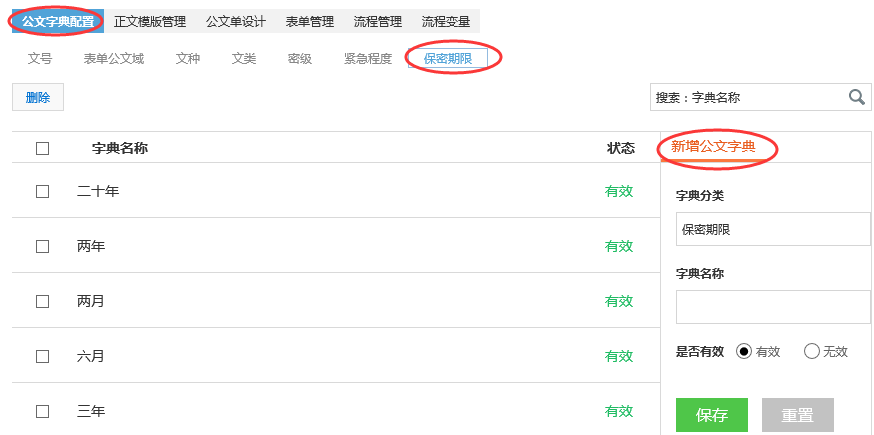 公文字典配置 正文模版管理 公文单设计 表单管理 流程管理 流程变量
文号 表单公文域 文种 文类 密级 紧急程度 保密期限
删除 搜索：字典名称
字典名称 状态 新增公文字典
二十年 有效
字典分类
保密期限
两年 有效
字典名称
两月 有效
是否有效 有效 无效
六月 有效
三年 有效
保存 重置